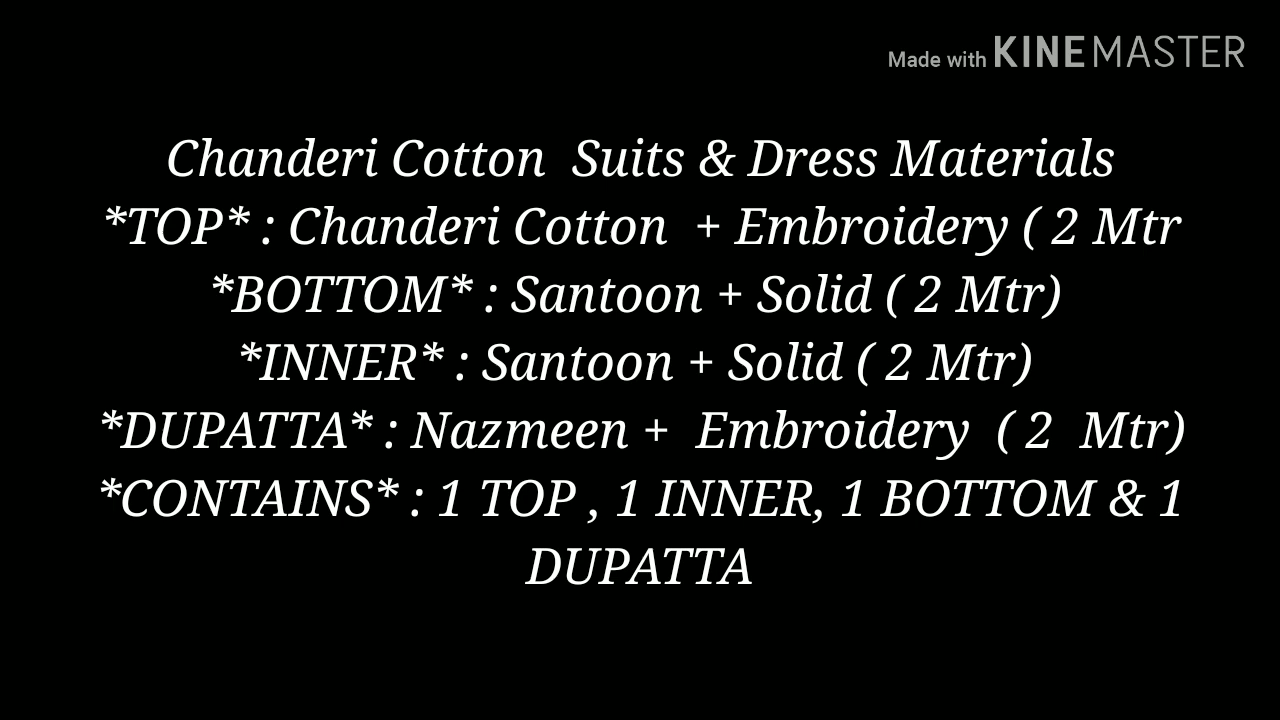 Made with KINEMASTER
Chanderi Cotton  Suits & Dress Materials
*TOP* : Chanderi Cotton  + Embroidery ( 2 Mtr
*BOTTOM* : Santoon + Solid ( 2 Mtr)
*INNER* : Santoon + Solid ( 2 Mtr)
*DUPATTA* : Nazmeen +  Embroidery  ( 2  Mtr)
*CONTAINS* : 1 TOP , 1 INNER, 1 BOTTOM & 1
DUPATTA